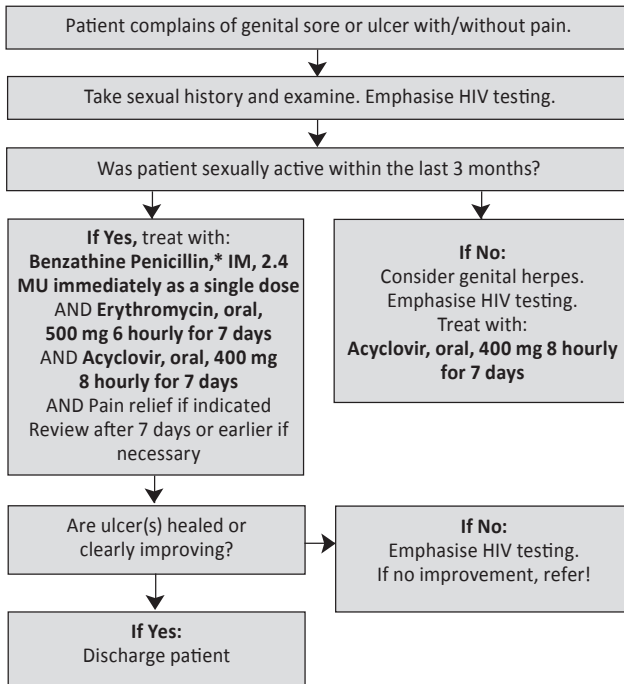 Patient complains of genital sore or ulcer with/without pain.
Take sexual history and examine. Emphasise HIV testing.
Was patient sexually active within the last 3 months?
If Yes, treat with:
Benzathine Penicillin,* IM, 2.4
MU immediately as a single dose
AND Erythromycin, oral,
500 mg 6 hourly for 7 days
AND Acyclovir, oral, 400 mg
8 hourly for 7 days
AND Pain relief if indicated
Review after 7 days or earlier if
necessary
If No:
Consider genital herpes.
Emphasise HIV testing.
Treat with:
Acyclovir, oral, 400 mg 8 hourly
for 7 days
Are ulcer(s) healed or
clearly improving?
If No:
Emphasise HIV testing.
If no improvement, refer!
If Yes:
Discharge patient